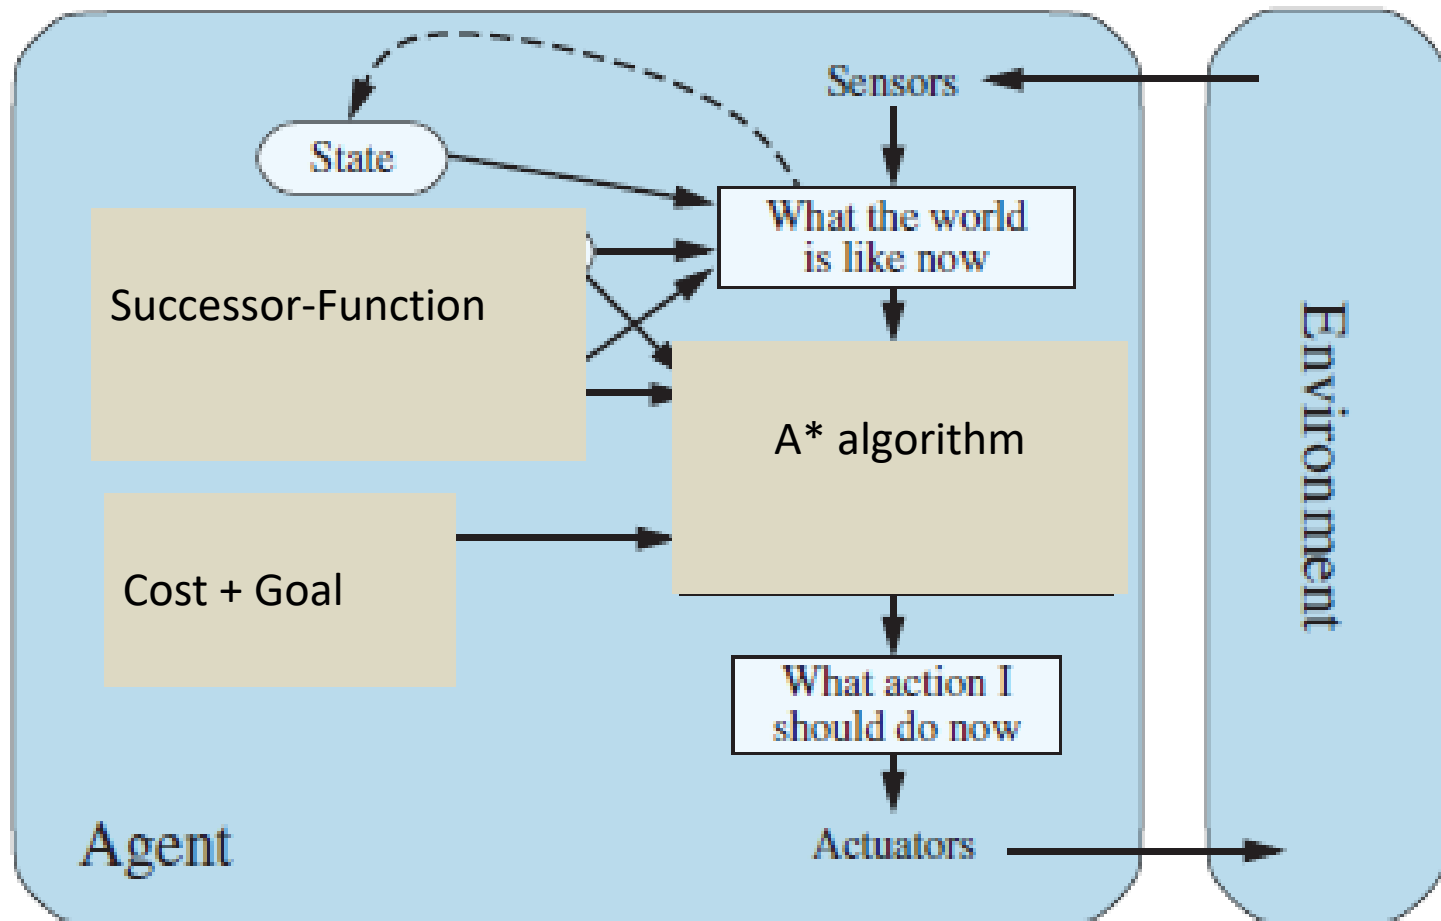 Sensors
State
What the world
is like now
Successor-Function
A* algorithm
Cost + Goal
What action I
should do now
Agent
Actuators
Environment